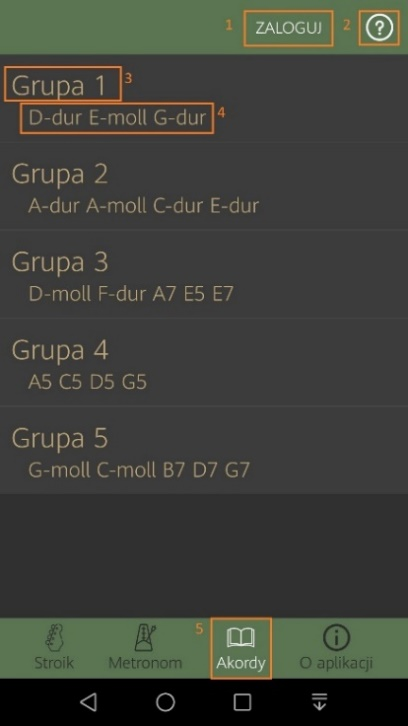 1 ZALOGUJ 2 ?
Grupa 1 3
D-dur E-moll G-dur 4
Grupa 2
A-dur A-moll C-dur E-dur
Grupa 3
D-moll F-dur A7 E5 E7
Grupa 4
A5 C5 D5 G5
Grupa 5
G-moll C-moll B7 D7 G7
5
Stroik Metronom Akordy O aplikacji